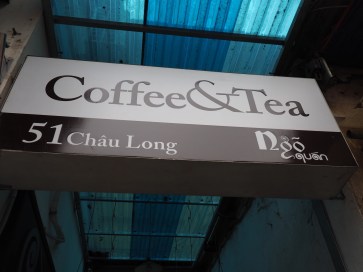 Coffee&Tea
51 Châu Long
Ngõ
quán